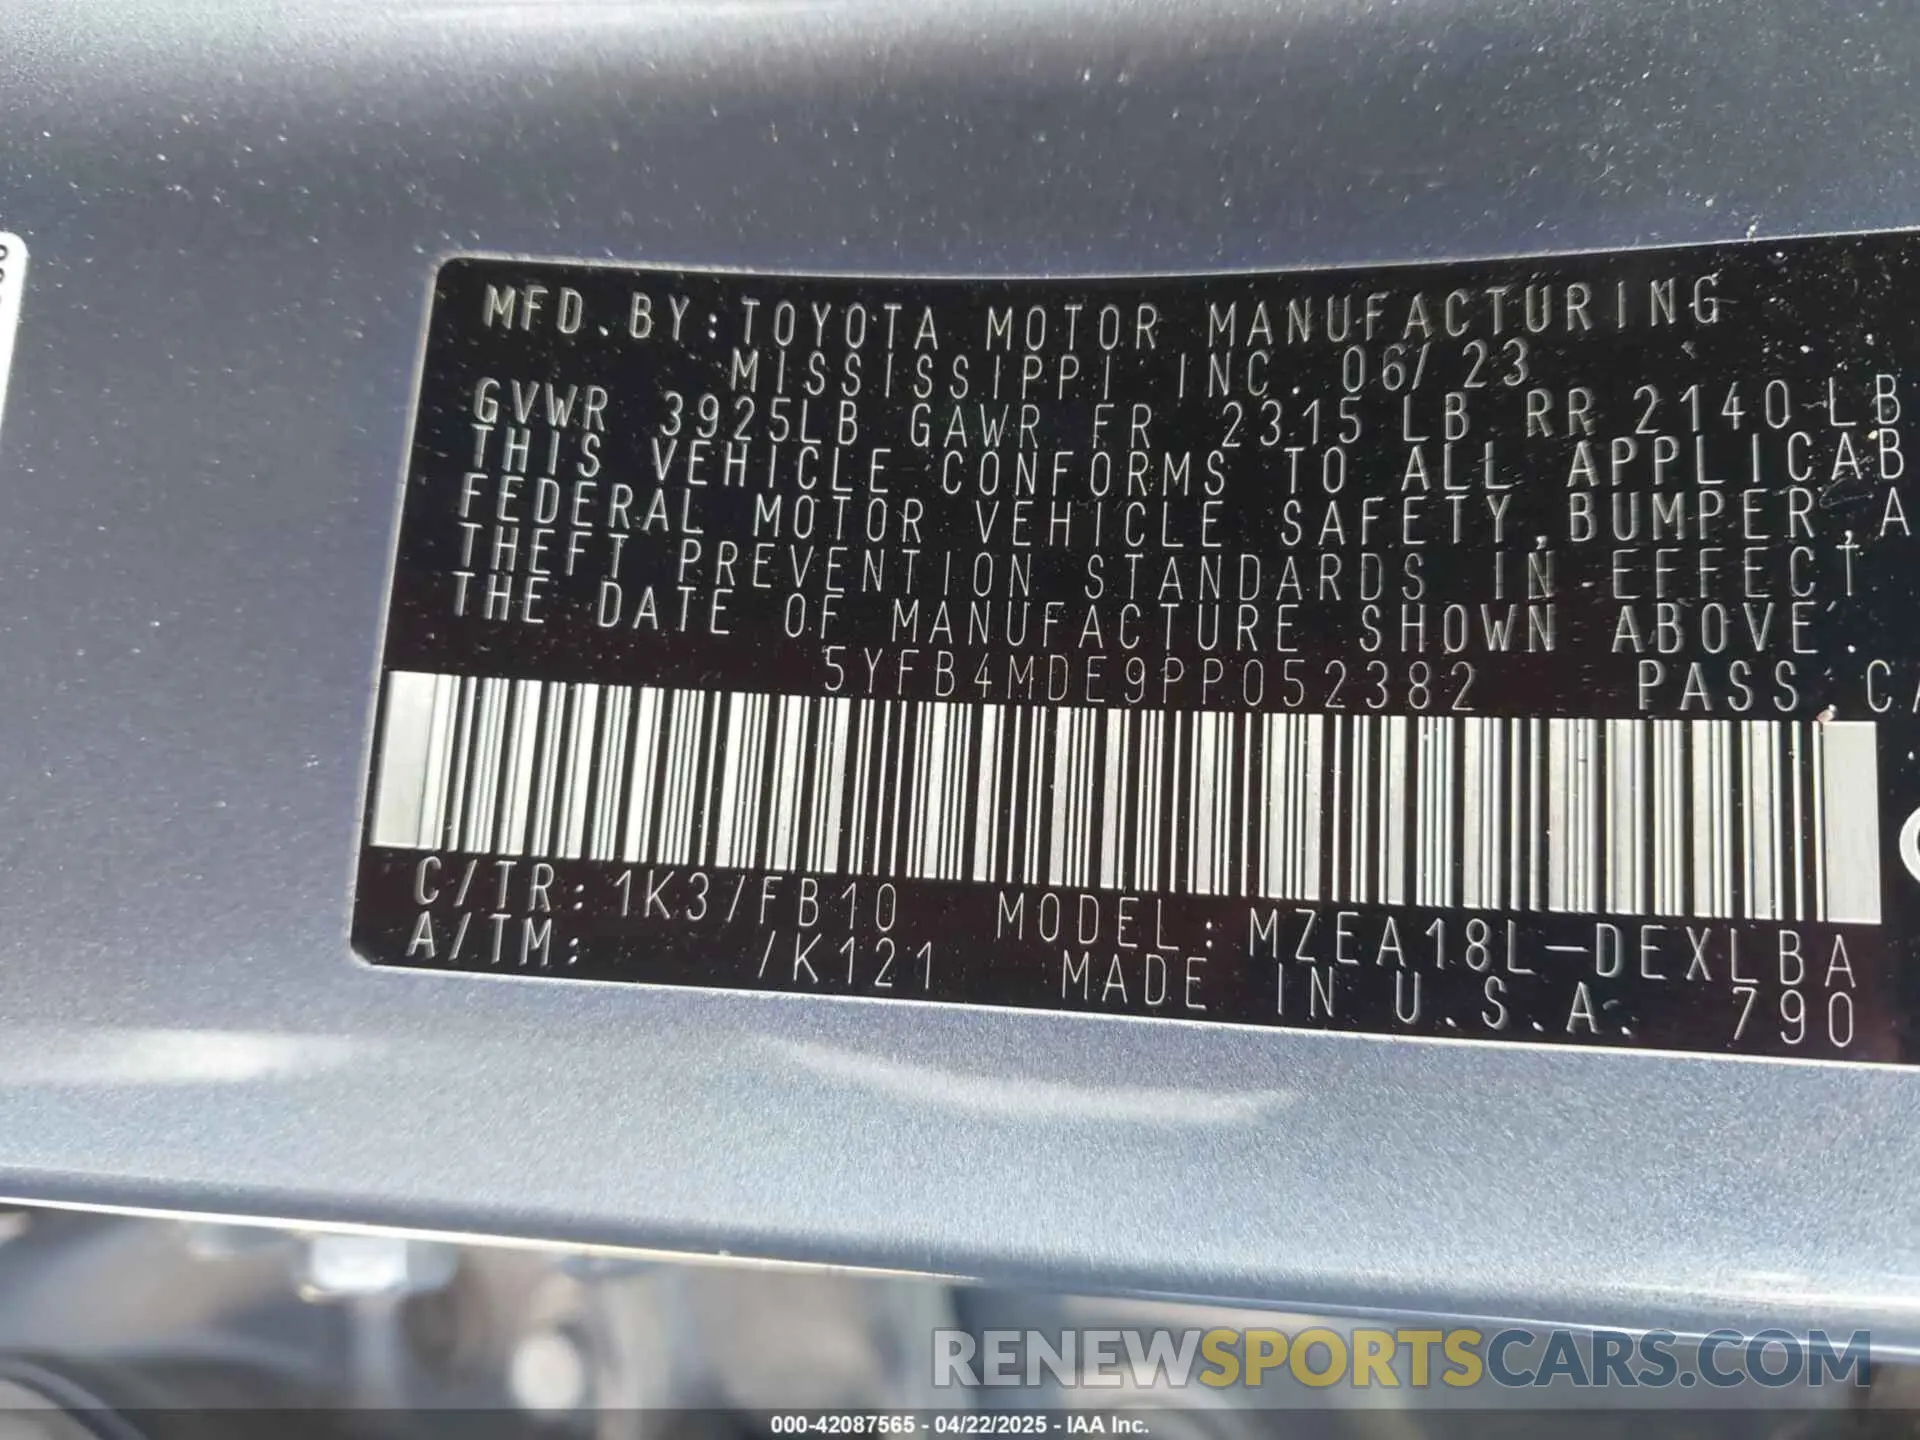 MFD.BY:TOYOTA MOTOR MANUFACTURING
MISSISSIPPI INC. 06/23
GVWR 3925LB GAWR FR 2315 LB RR 2140 LB
THIS VEHICLE CONFORMS TO ALL APPLICAB
FEDERAL MOTOR VEHICLE SAFETY,BUMPER,A
THEFT PREVENTION STANDARDS IN EFFECT
THE DATE OF MANUFACTURE SHOWN ABOVE.
5YFB4MDE9PP052382 PASS.CA
C/TR:1K3/FB10 MODEL:MZEA18L-DEXLBA
A/TM: /K121 MADE IN U.S.A. 790
RENEWSPORTSCARS.COM
000-42087565 - 04/22/2025 - IAA Inc.